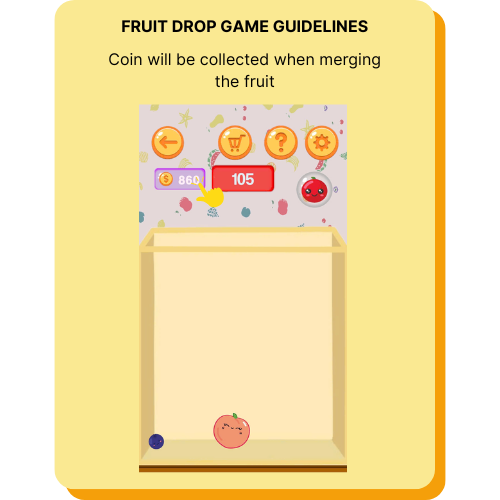 FRUIT DROP GAME GUIDELINES
Coin will be collected when merging
the fruit
?
$ 860
105